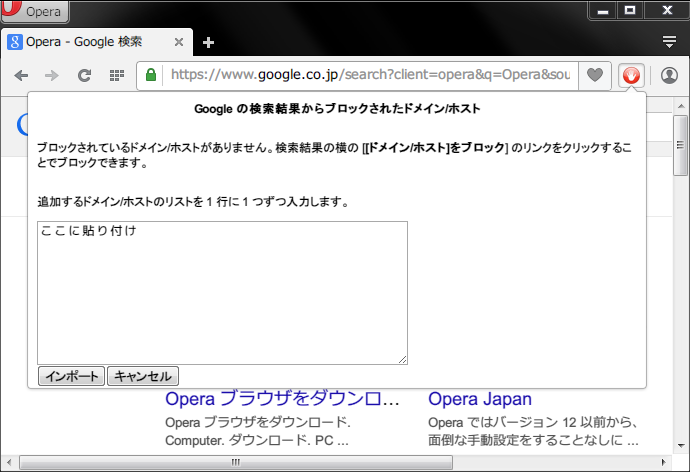 Opera
Opera - Google 検索
https://www.google.co.jp/search?client=opera&q=Opera&sou
Google の検索結果からブロックされたドメイン/ホスト
ブロックされているドメイン/ホストがありません。検索結果の横の [[ドメイン/ホスト]をブロック] のリンクをクリックするこ
とでブロックできます。
追加するドメイン/ホストのリストを 1 行に 1 つずつ入力します。
ここに貼り付け
インポート キャンセル
Opera ブラウザをダウンロ... Opera Japan
Opera ブラウザをダウンロード. Opera ではバージョン 12 以前から、
Computer. ダウンロード. PC ... 面倒な手動設定をすることなしに ...